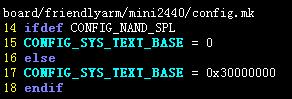 board/friendlyarm/mini2440/config.mk
14 ifdef CONFIG_NAND_SPL
15 CONFIG_SYS_TEXT_BASE = 0
16 else
17 CONFIG_SYS_TEXT_BASE = 0x30000000
18 endif